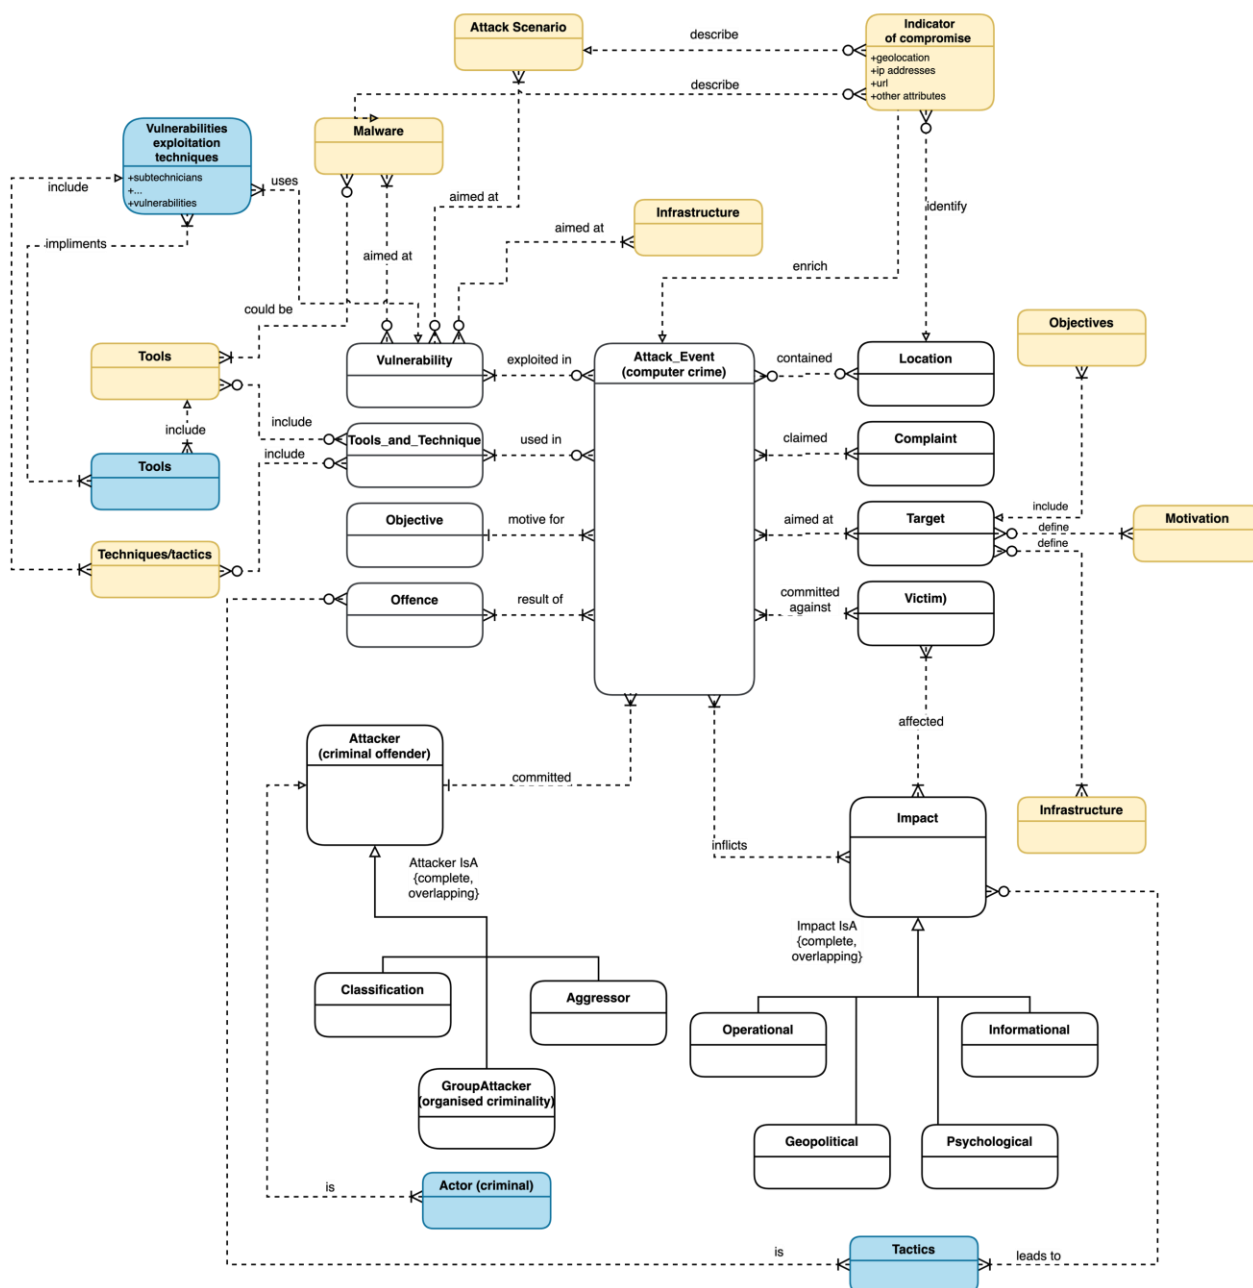 Attack Scenario
describe
Indicator
of compromise
+geolocation
+ip addresses
+url
+other attributes
describe
Vulnerabilities
exploitation
techniques
+subtechnicians
+...
+vulnerabilities
Malware
include
uses
aimed at
Infrastructure
identify
aimed at
impliments
aimed at
enrich
could be
Objectives
Tools
Vulnerability
exploited in
Attack_Event
(computer crime)
contained
Location
include
include
Tools_and_Technique
used in
claimed
Complaint
include
Tools
Objective
motive for
aimed at
Target
include
define
define
Motivation
Techniques/tactics
Offence
result of
committed
against
Victim)
affected
Attacker
(criminal offender)
committed
Impact
Infrastructure
inflicts
Attacker IsA
{complete,
overlapping}
Impact IsA
{complete,
overlapping}
Classification
Aggressor
Operational
Informational
GroupAttacker
(organised criminality)
Geopolitical
Psychological
is
Actor (criminal)
is
Tactics
leads to